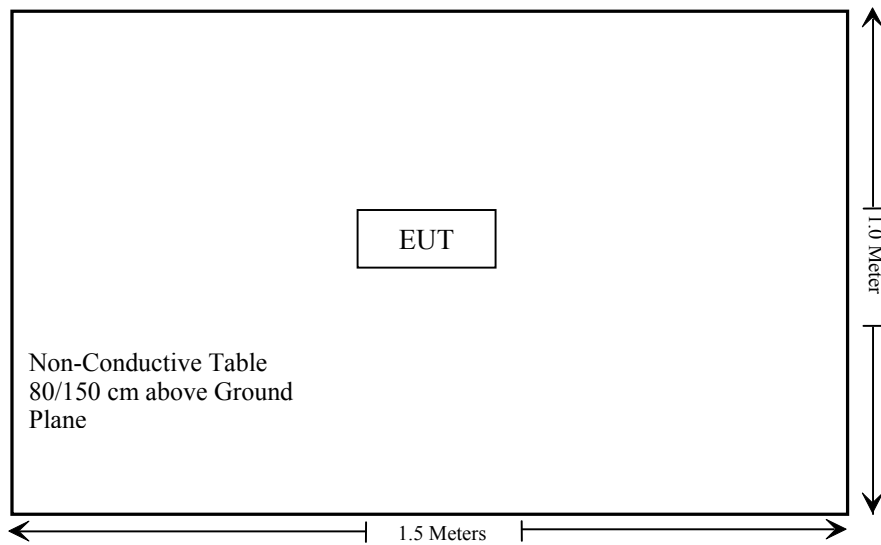 EUT
1.0 Meter
Non-Conductive Table
80/150 cm above Ground
Plane
1.5 Meters